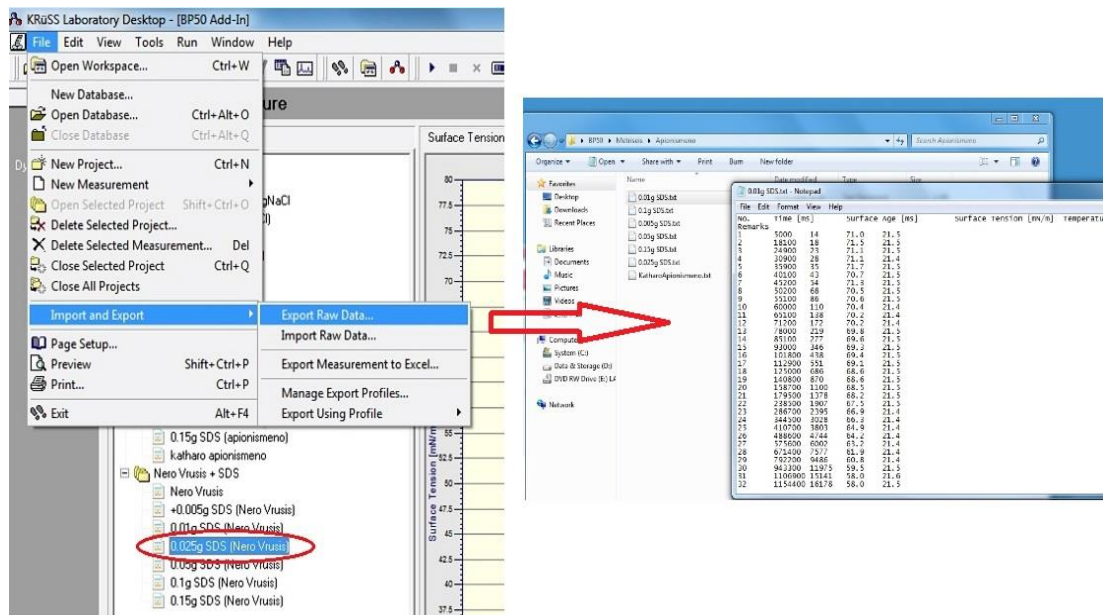 KRüSS Laboratory Desktop - [BP50 Add-In]
File Edit View Tools Run Window Help
Open Workspace... Ctrl+W
New Database...
Open Database... Ctrl+Alt+O
Close Database Ctrl+Alt+Q
New Project... Ctrl+N
New Measurement
Open Selected Project Shift+Ctrl+O
Delete Selected Project...
Delete Selected Measurement... Del
Close Selected Project Ctrl+Q
Close All Projects
Import and Export
Page Setup...
Preview Shift+Ctrl+P
Print... Ctrl+P
Exit Alt+F4
Export Raw Data...
Import Raw Data...
Export Measurement to Excel...
Manage Export Profiles...
Export Using Profile
ure
gNaCl
Surface Tension
80
77.5
75
72.5
70
55
52.5
50
47.5
45
42.5
40
37.5
Surface Tension [mN/m]
0.15g SDS (apionismeno)
katharo apionismeno
Nero Vrusis + SDS
Nero Vrusis
+0.005g SDS (Nero Vrusis)
0.01g SDS (Nero Vrusis)
0.025g SDS (Nero Vrusis)
0.05g SDS (Nero Vrusis)
0.1g SDS (Nero Vrusis)
0.15g SDS (Nero Vrusis)
BP50 Metriseis Apionismeno
Search Apionismeno
Organize Open Share with Print Burn New folder
Favorites
Desktop
Downloads
Recent Places
Libraries
Documents
Music
Pictures
Videos
Computer
System (C:)
Data & Storage (D:)
DVD RW Drive (E:) L
Network
Name Date modified Type Size
0.01g SDS.txt
0.1g SDS.txt
0.005g SDS.txt
0.05g SDS.txt
0.15g SDS.txt
0.025g SDS.txt
KatharoApionismeno.txt
0.01g SDS.txt - Notepad
File Edit Format View Help
No. Time [ms] Surface Age [ms] Surface Tension [mN/m] Temperatu
Remarks
1 5000 14 71.0 21.5
2 18100 18 71.5 21.5
3 24900 23 71.1 21.5
4 30900 28 71.1 21.4
5 35900 35 71.7 21.5
6 40100 43 70.7 21.5
7 45200 54 71.3 21.5
8 50200 68 70.5 21.5
9 55100 86 70.6 21.5
10 60000 110 70.4 21.4
11 65100 138 70.2 21.4
12 71200 172 70.2 21.4
13 78000 219 69.8 21.5
14 85100 277 69.6 21.5
15 93000 346 69.3 21.5
16 101800 438 69.4 21.5
17 112900 551 69.1 21.5
18 125000 686 68.6 21.5
19 140800 870 68.6 21.5
20 158700 1100 68.5 21.5
21 179500 1378 68.2 21.5
22 238500 1907 67.5 21.5
23 286700 2395 66.9 21.4
24 344500 3028 66.3 21.4
25 410700 3803 64.9 21.4
26 488600 4744 64.2 21.4
27 575600 6002 63.2 21.4
28 671400 7577 61.9 21.4
29 792200 9486 60.8 21.4
30 943300 11975 59.5 21.5
31 1106900 15141 58.0 21.6
32 1154400 16178 58.0 21.5